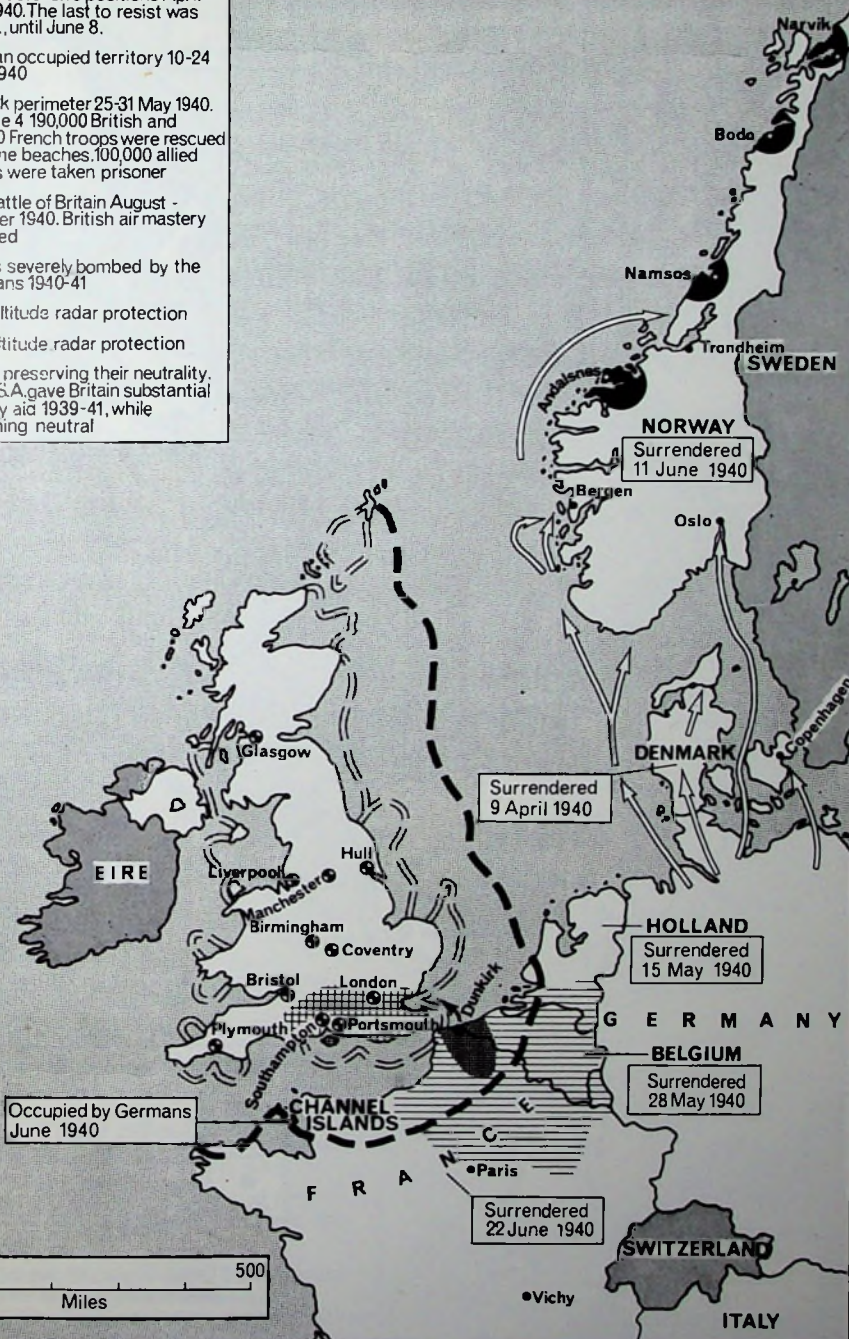 940. The last to resist was
., until June 8.
an occupied territory 10-24
940
k perimeter 25-31 May 1940.
e 4 190,000 British and
0 French troops were rescued
ne beaches. 100,000 allied
s were taken prisoner
attle of Britain August -
er 1940. British air mastery
ed
s severely bombed by the
ans 1940-41
ltitude radar protection
titude radar protection
preserving their neutrality.
S.A. gave Britain substantial
y aid 1939-41, while
ning neutral
Narvik
Bodo
Namsos
Trondheim
SWEDEN
Andalsnes
NORWAY
Surrendered
11 June 1940
Bergen
Oslo
Glasgow
Copenhagen
DENMARK
Surrendered
9 April 1940
EIRE
Hull
Liverpool
Manchester
Birmingham
Coventry
HOLLAND
Surrendered
15 May 1940
Bristol
London
Dunkirk
GERMANY
Plymouth
Portsmouth
Southampton
BELGIUM
Surrendered
28 May 1940
Occupied by Germans
June 1940
CHANNEL
ISLANDS
FRANCE
Paris
Surrendered
22 June 1940
SWITZERLAND
500
Miles
Vichy
ITALY